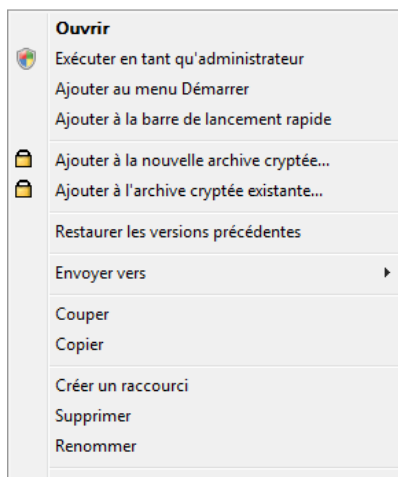 Ouvrir
Exécuter en tant qu'administrateur
Ajouter au menu Démarrer
Ajouter à la barre de lancement rapide
Ajouter à la nouvelle archive cryptée...
Ajouter à l'archive cryptée existante...
Restaurer les versions précédentes
Envoyer vers
Couper
Copier
Créer un raccourci
Supprimer
Renommer